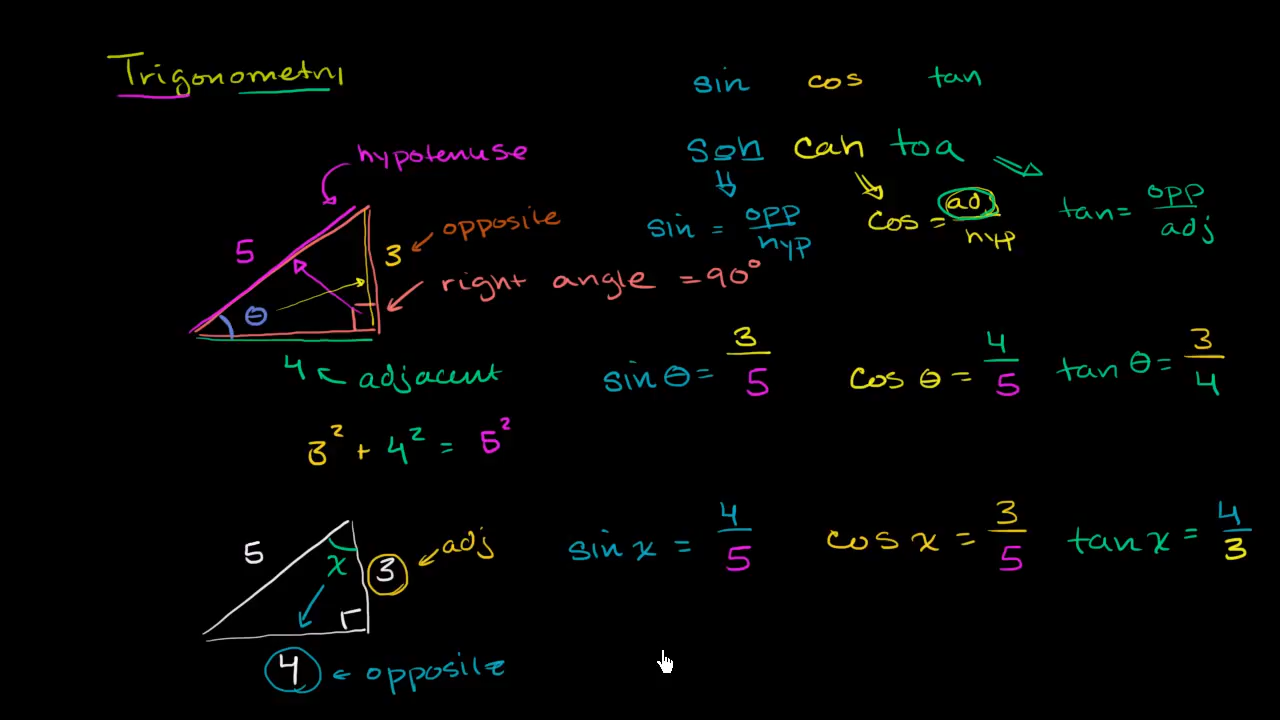 Trigonometry
sin cos tan
soh cah toa
hypotenuse
sin = opp/hyp
cos = adj/hyp
tan = opp/adj
5
3
opposite
right angle = 90°
θ
4
adjacent
sin θ = 3/5
cos θ = 4/5
tan θ = 3/4
3² + 4² = 5²
5
x
3
adj
sin x = 4/5
cos x = 3/5
tan x = 4/3
4
opposite